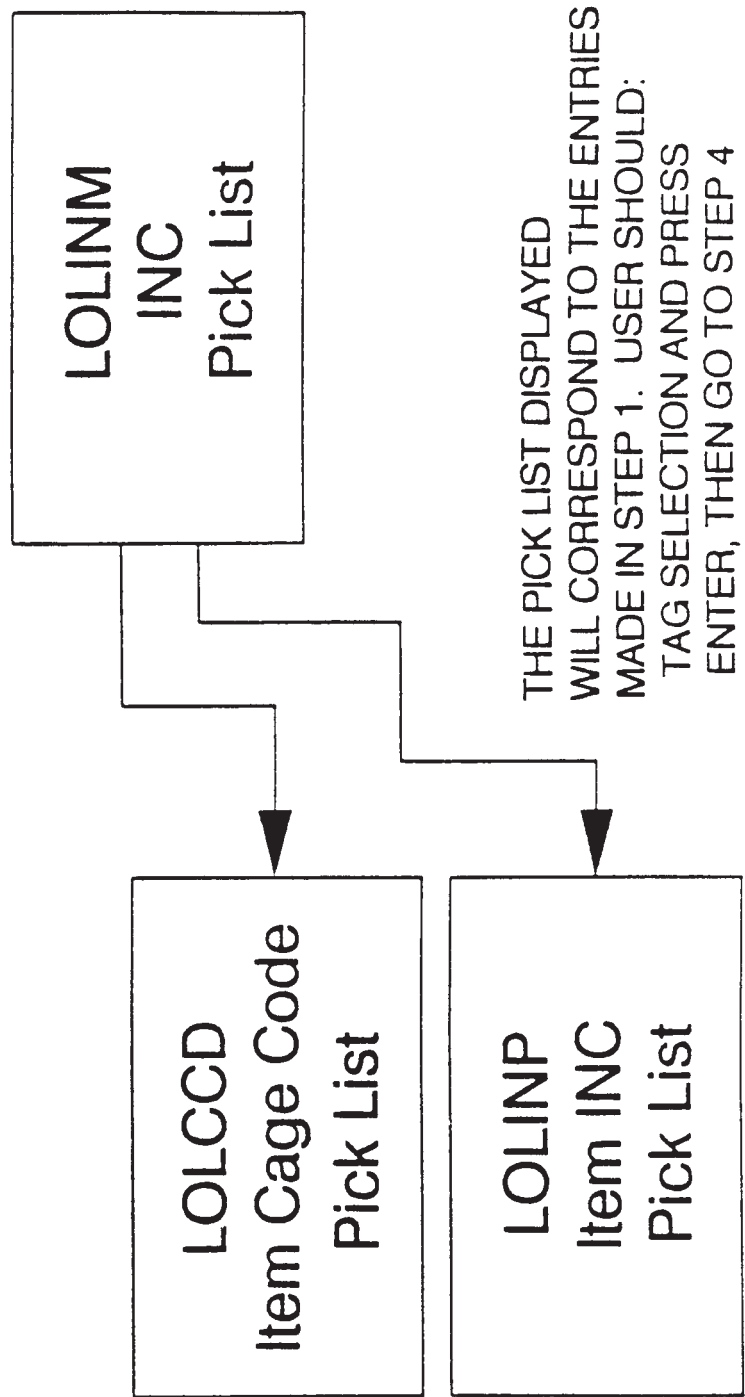 LOLINM
INC
Pick List
LOLCCD
Item Cage Code
Pick List
LOLINP
Item INC
Pick List
THE PICK LIST DISPLAYED
WILL CORRESPOND TO THE ENTRIES
MADE IN STEP 1. USER SHOULD:
TAG SELECTION AND PRESS
ENTER, THEN GO TO STEP 4